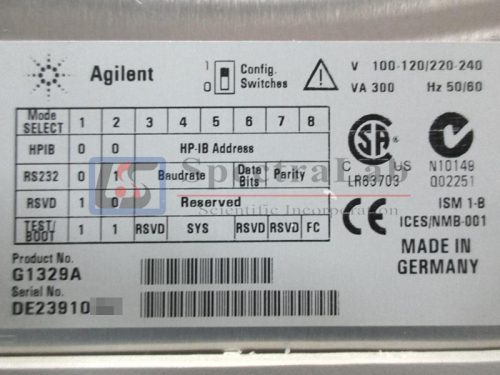 Agilent
1
0
Config.
Switches
V 100-120/220-240
VA 300 Hz 50/60
Mode
SELECT 1 2 3 4 5 6 7 8
HPIB 0 0 HP-IB Address
RS232 0 1 Baudrate Data
Bits Parity
RSVD 1 0 Reserved
TEST/
BOOT 1 1 RSVD SYS RSVD RSVD FC
SpectraLab
Scientific Incorporation
C US
LR63703
N10149
Q02251
ISM 1-B
ICES/NMB-001
MADE IN
GERMANY
Product No.
G1329A
Serial No.
DE23910